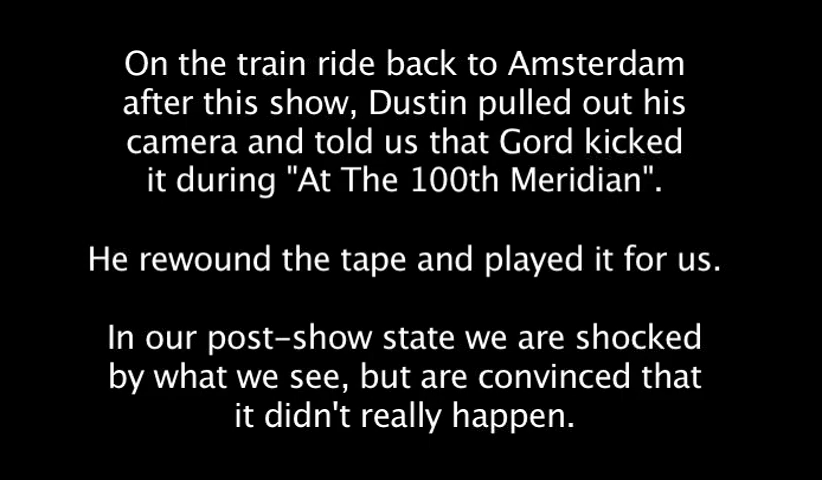 On the train ride back to Amsterdam
after this show, Dustin pulled out his
camera and told us that Gord kicked
it during "At The 100th Meridian".
He rewound the tape and played it for us.
In our post-show state we are shocked
by what we see, but are convinced that
it didn't really happen.